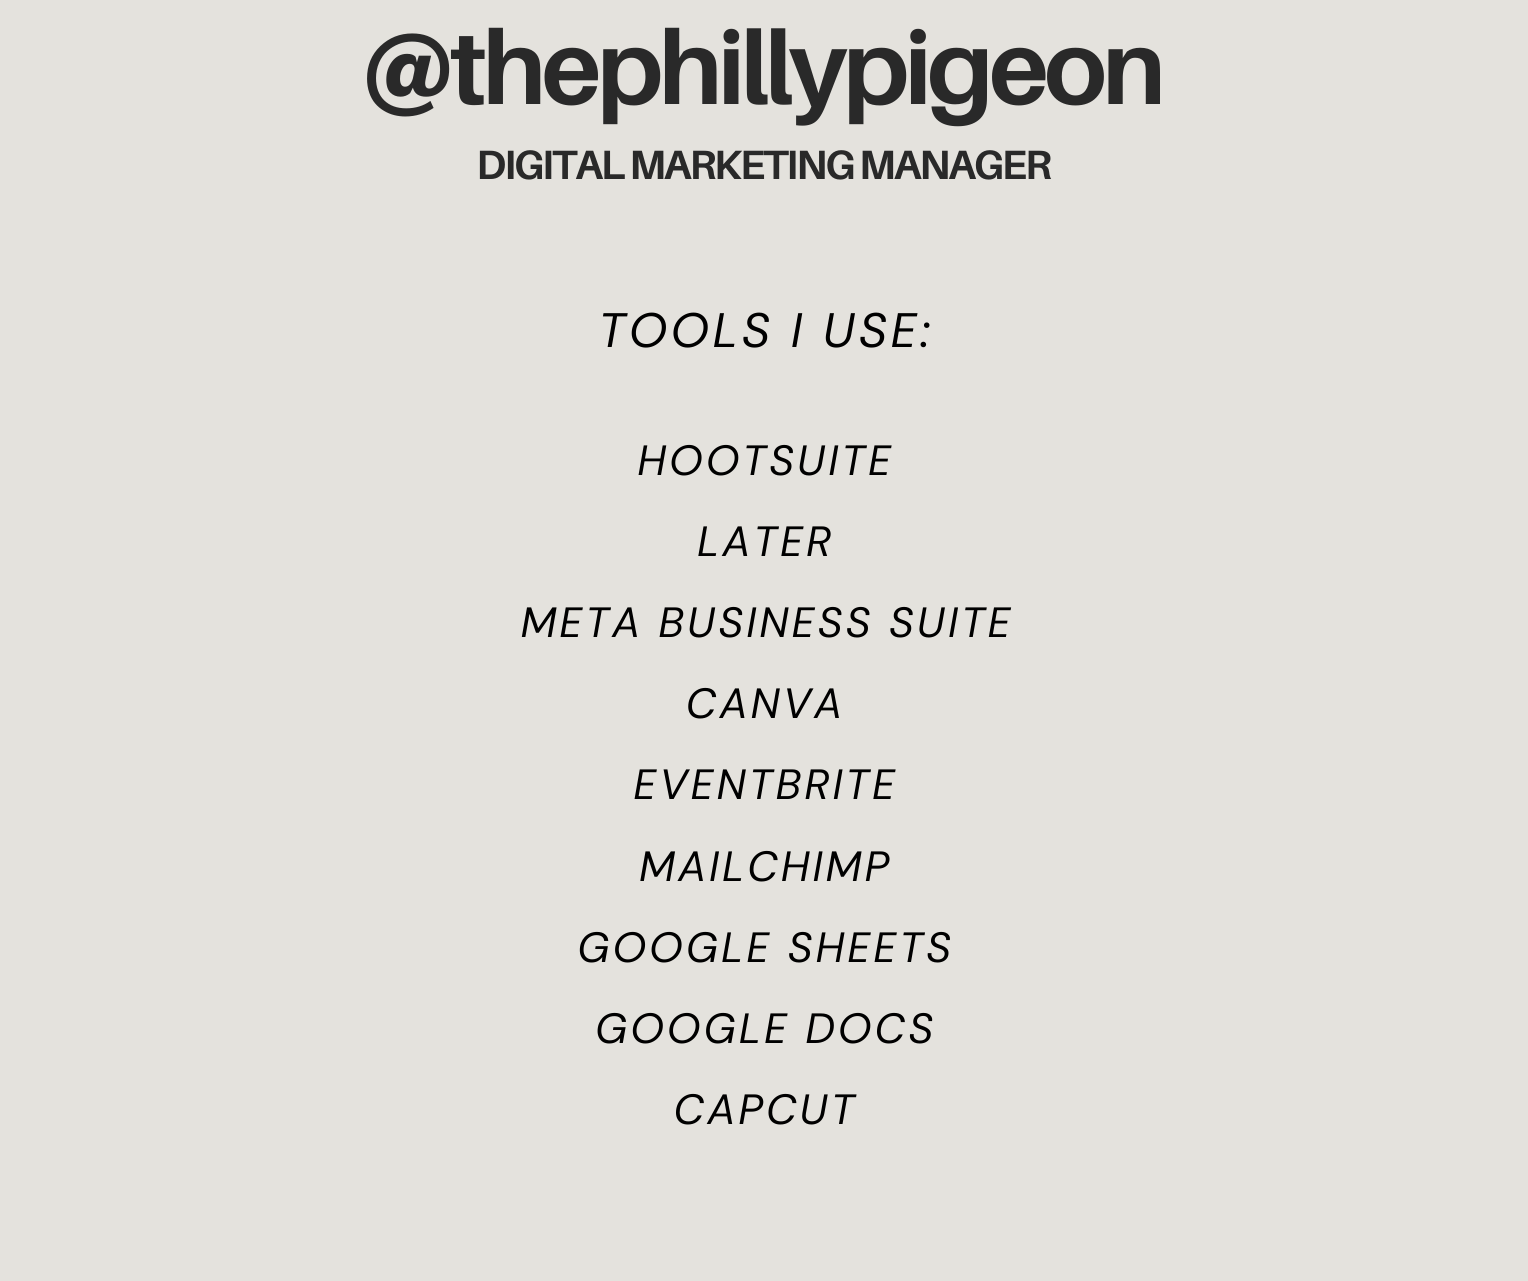 @thephillypigeon
DIGITAL MARKETING MANAGER
TOOLS I USE:
HOOTSUITE
LATER
META BUSINESS SUITE
CANVA
EVENTBRITE
MAILCHIMP
GOOGLE SHEETS
GOOGLE DOCS
CAPCUT